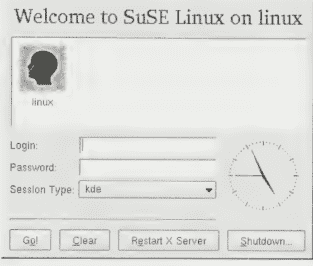 Welcome to SuSE Linux on linux
linux
Login:
Password:
Session Type: kde
Go! Clear Restart X Server Shutdown...